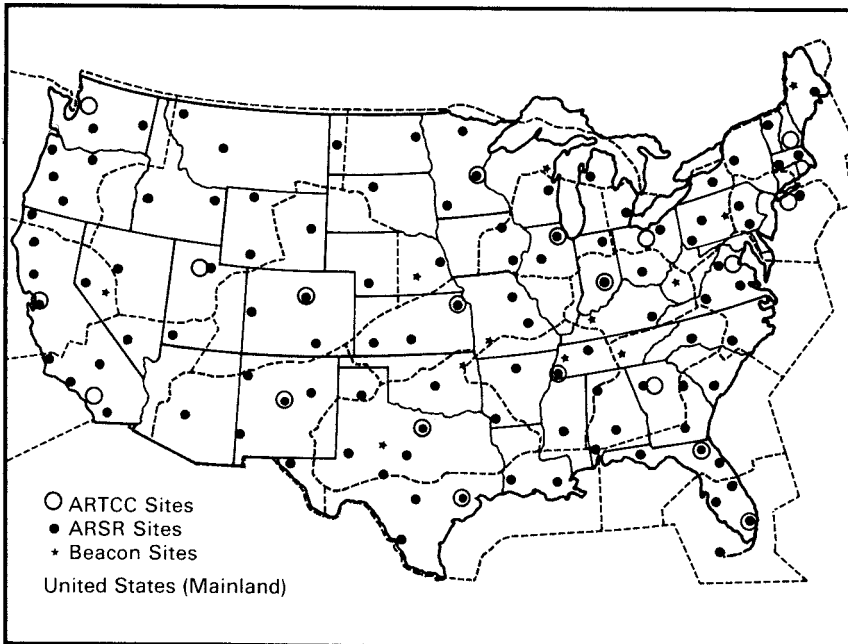 ARTCC Sites
ARSR Sites
Beacon Sites
United States (Mainland)